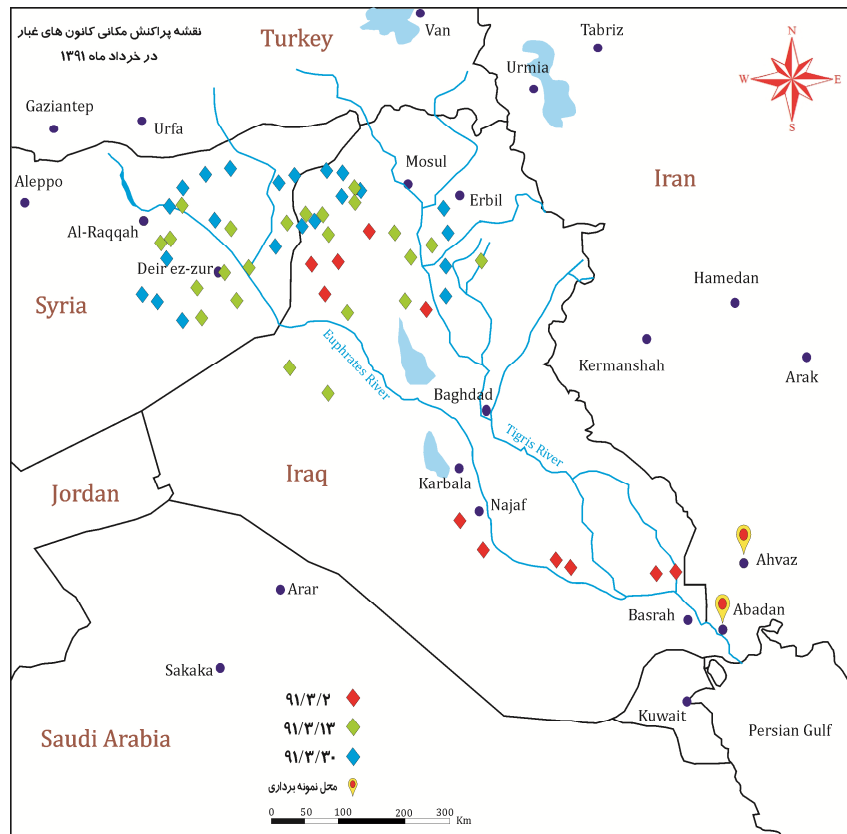 نقشه پراکنش مکانی کانون های غبار
در خرداد ماه ۱۳۹۱
Turkey
Van
Tabriz
Urmia
N
W
E
S
Gaziantep
Urfa
Mosul
Aleppo
Erbil
Iran
Al-Raqqah
Deir ez-zur
Hamedan
Syria
Euphrates River
Kermanshah
Arak
Baghdad
Tigris River
Iraq
Karbala
Jordan
Najaf
Ahvaz
Arar
Abadan
Basrah
Sakaka
۹۱/۳/۲
Kuwait
۹۱/۳/۱۳
Saudi Arabia
Persian Gulf
۹۱/۳/۳۰
محل نمونه برداری
0 50 100 200 300 Km